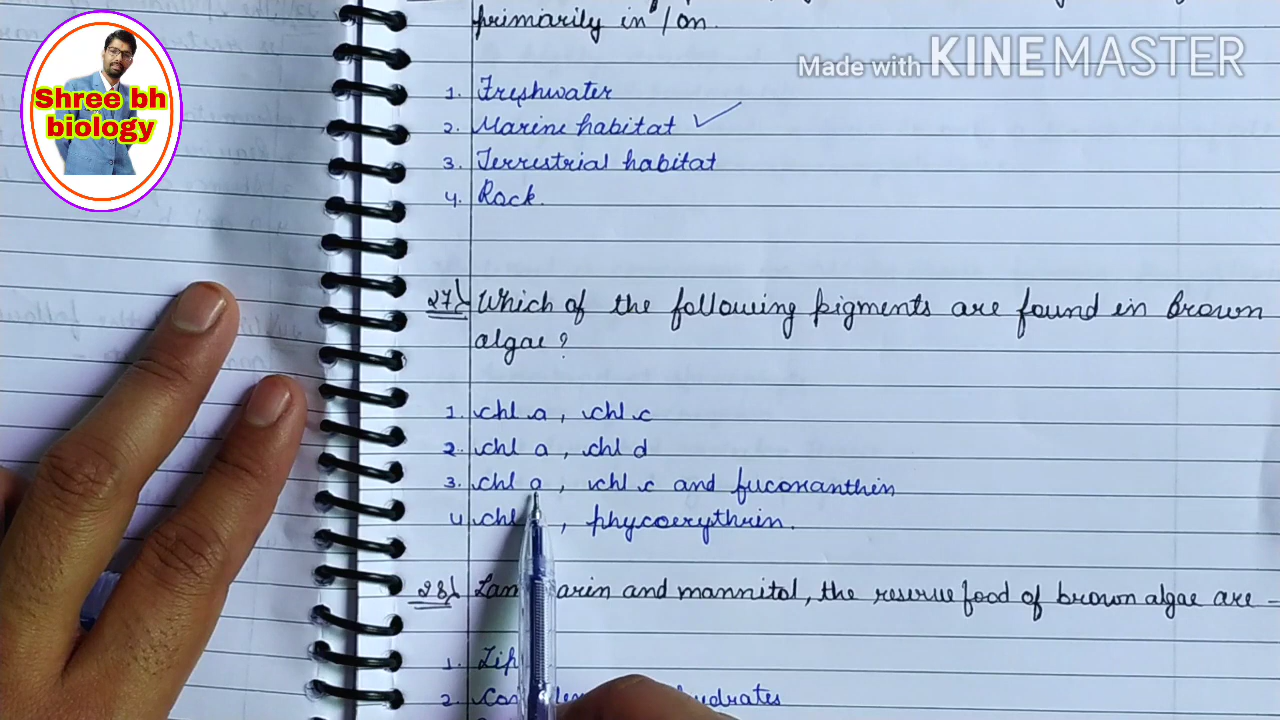 primarily in / on.
Made with KINEMASTER
Shree bh
biology
1. Freshwater
2. Marine habitat ✓
3. Terrestrial habitat
4. Rock.
27) Which of the following pigments are found in Brown
algae?
1. chl a, chl c
2. chl a, chl d
3. chl a, chl c and fucoxanthin
4. chl , phycoerythrin.
28) and mannitol, the reserve food of brown algae are -
1.
2.